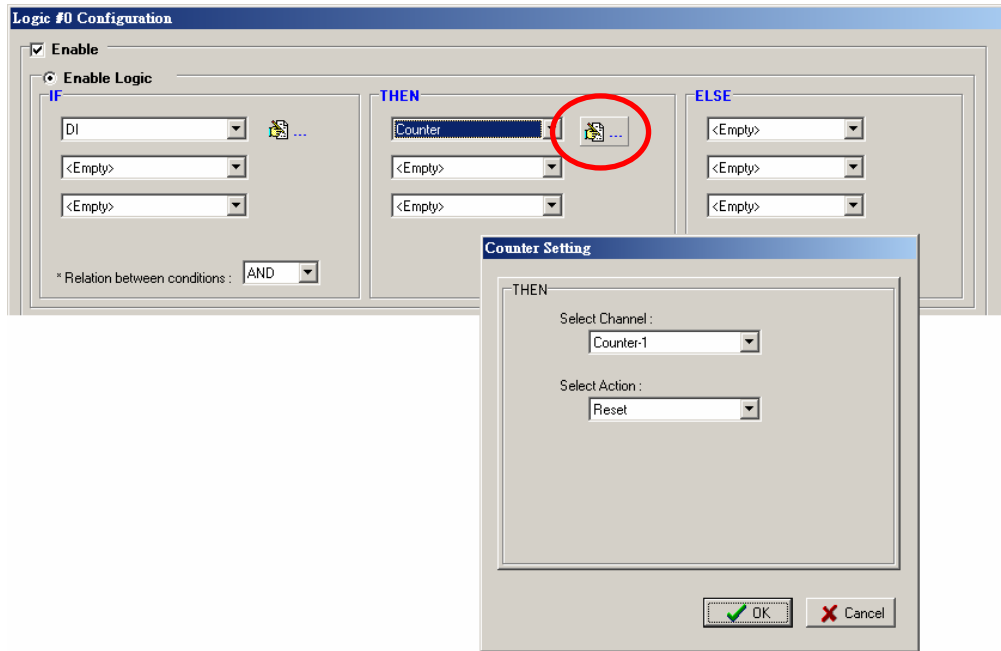 Logic #0 Configuration
Enable
Enable Logic
IF
DI
...
<Empty>
<Empty>
* Relation between conditions :
AND
THEN
Counter
...
<Empty>
<Empty>
ELSE
<Empty>
<Empty>
<Empty>
Counter Setting
THEN
Select Channel :
Counter-1
Select Action :
Reset
OK
Cancel